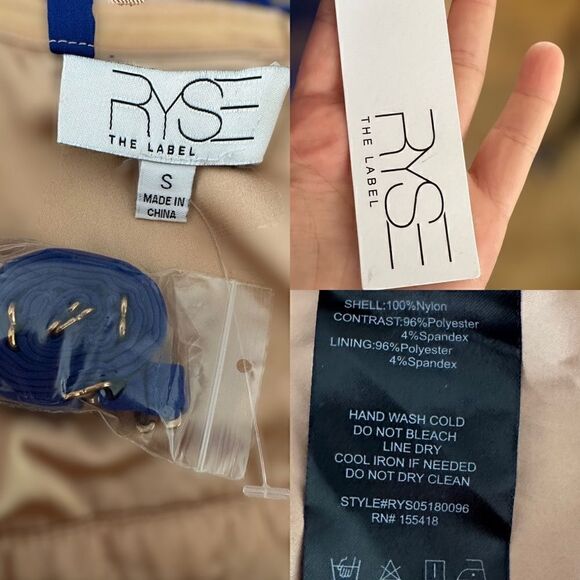 RYSE
THE LABEL
S
MADE IN
CHINA
RYSE
THE LABEL
SHELL:100%Nylon
CONTRAST:96%Polyester
4%Spandex
LINING:96%Polyester
4%Spandex
HAND WASH COLD
DO NOT BLEACH
LINE DRY
COOL IRON IF NEEDED
DO NOT DRY CLEAN
STYLE#RYS05180096
RN# 155418